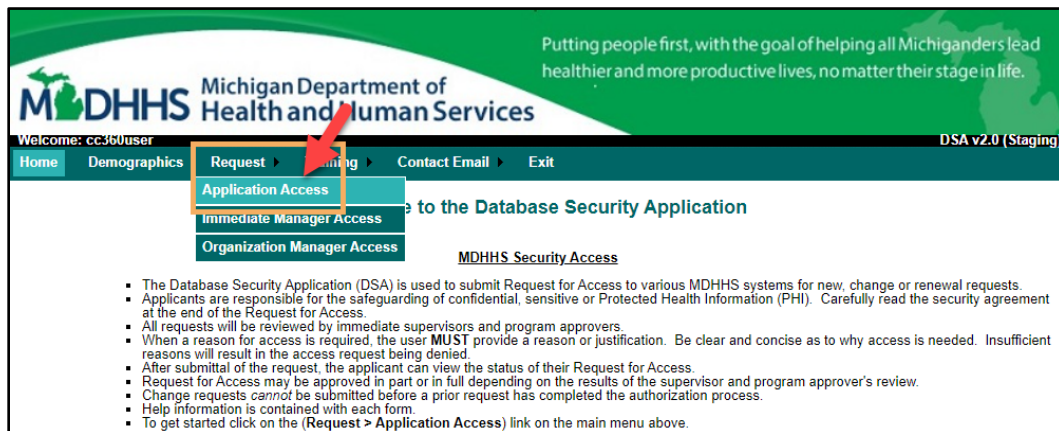 Putting people first, with the goal of helping all Michiganders lead
healthier and more productive lives, no matter their stage in life.
MDHHS Michigan Department of
Health and Human Services
Welcome: cc360user DSA v2.0 (Staging)
Home Demographics Request Contact Email Exit
Application Access
e to the Database Security Application
Immediate Manager Access
Organization Manager Access
MDHHS Security Access
▪ The Database Security Application (DSA) is used to submit Request for Access to various MDHHS systems for new, change or renewal requests.
▪ Applicants are responsible for the safeguarding of confidential, sensitive or Protected Health Information (PHI). Carefully read the security agreement
at the end of the Request for Access.
▪ All requests will be reviewed by immediate supervisors and program approvers.
▪ When a reason for access is required, the user MUST provide a reason or justification. Be clear and concise as to why access is needed. Insufficient
reasons will result in the access request being denied.
▪ After submittal of the request, the applicant can view the status of their Request for Access.
▪ Request for Access may be approved in part or in full depending on the results of the supervisor and program approver's review.
▪ Change requests cannot be submitted before a prior request has completed the authorization process.
▪ Help information is contained with each form.
▪ To get started click on the (Request > Application Access) link on the main menu above.